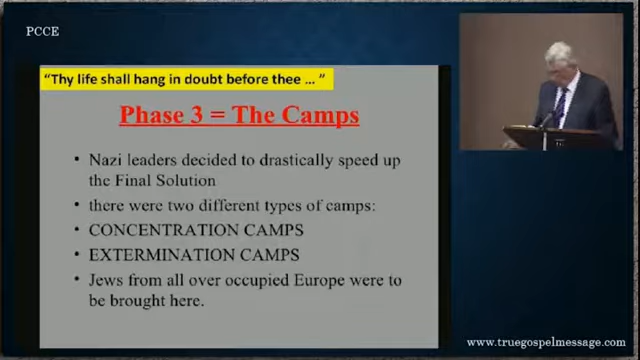 PCCE
“Thy life shall hang in doubt before thee ... ”
Phase 3 = The Camps
• Nazi leaders decided to drastically speed up
the Final Solution
• there were two different types of camps:
• CONCENTRATION CAMPS
• EXTERMINATION CAMPS
• Jews from all over occupied Europe were to
be brought here.
www.truegospelmessage.com